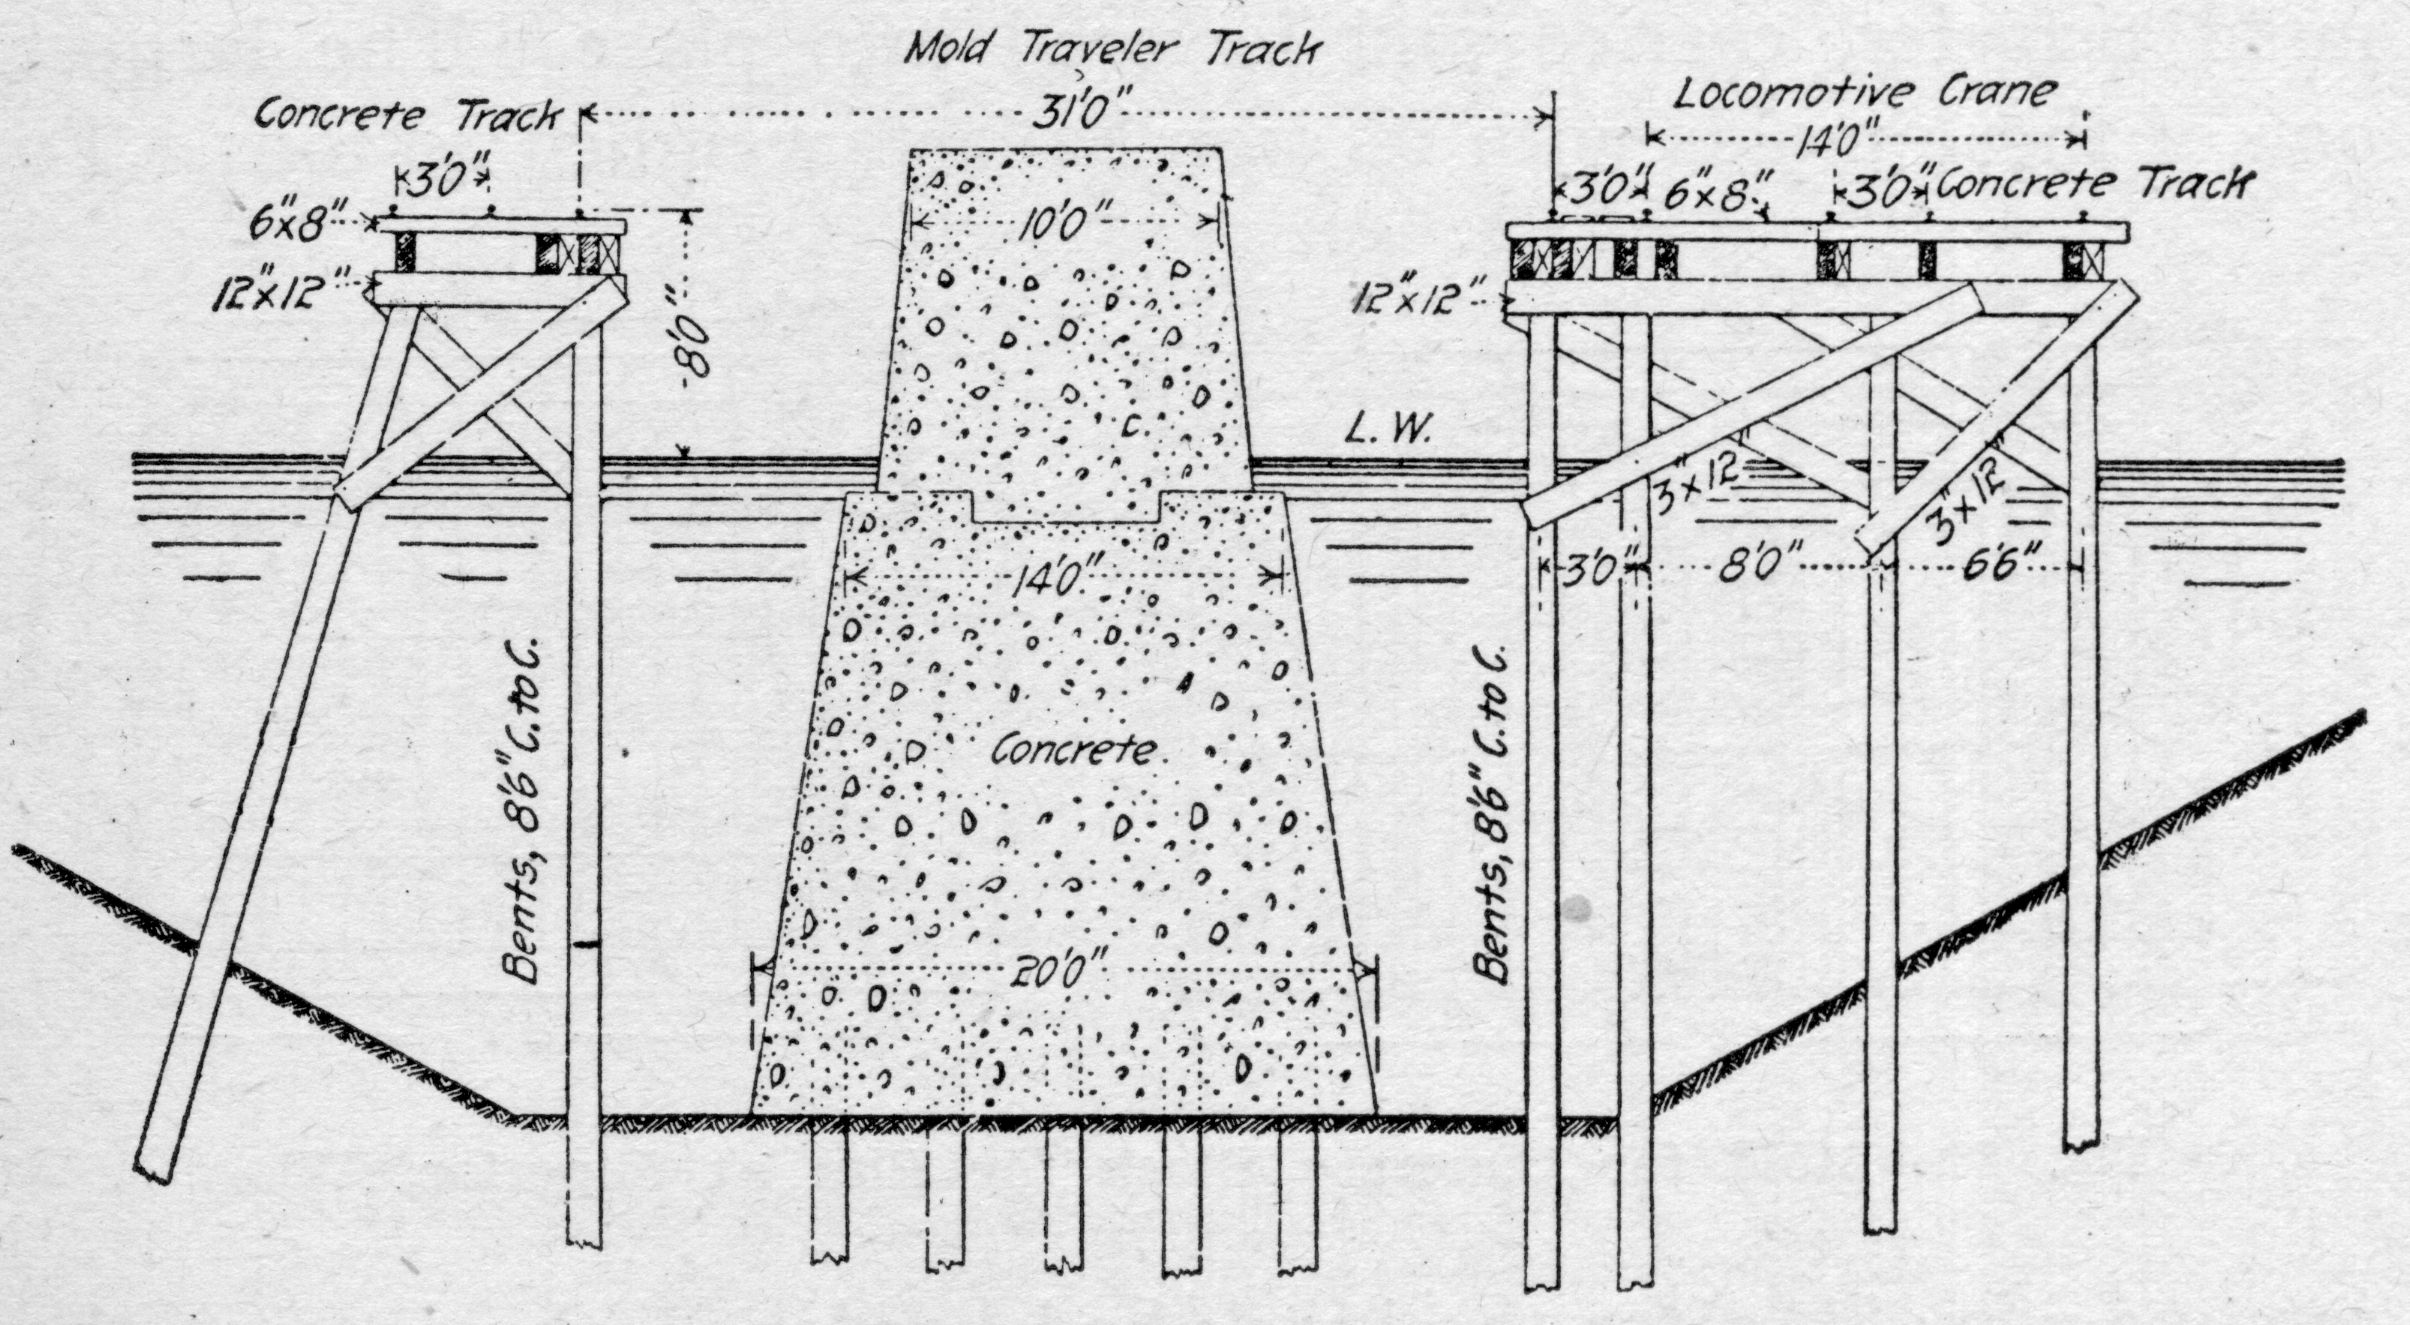 Mold Traveler Track
31'0"
Concrete Track
3'0"
6"x8"
12"x12"
8'0"
10'0"
Locomotive Crane
14'0"
3'0" 6"x8" 3'0" Concrete Track
12"x12"
L. W.
3"x12"
3"x12"
14'0"
3'0" 8'0" 6'6"
Bents, 8'6" C. to C.
Concrete
Bents, 8'6" C. to C.
20'0"